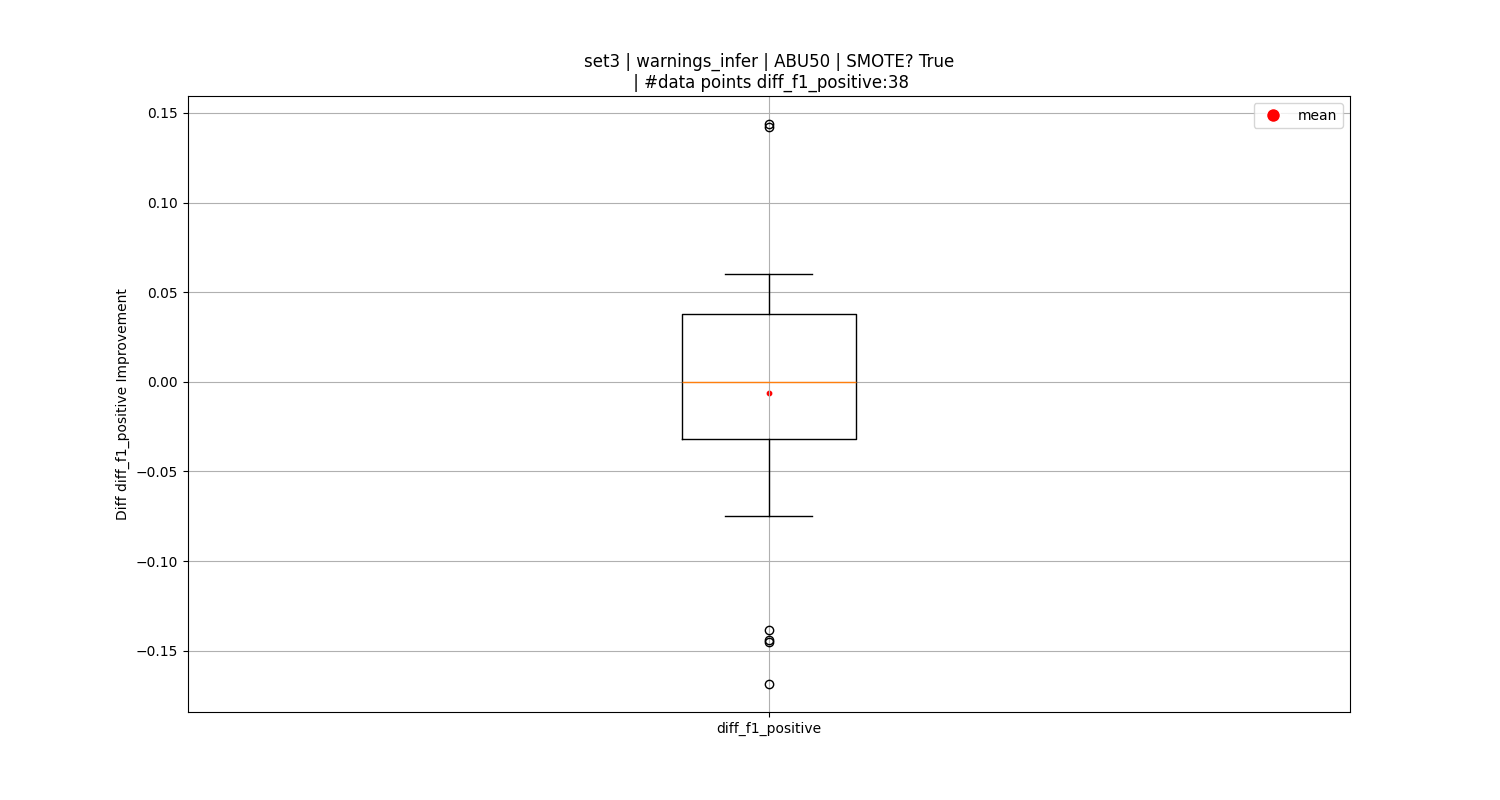 set3 | warnings_infer | ABU50 | SMOTE? True
| #data points diff_f1_positive:38
mean
0.15
0.10
0.05
0.00
−0.05
−0.10
−0.15
Diff diff_f1_positive Improvement
diff_f1_positive